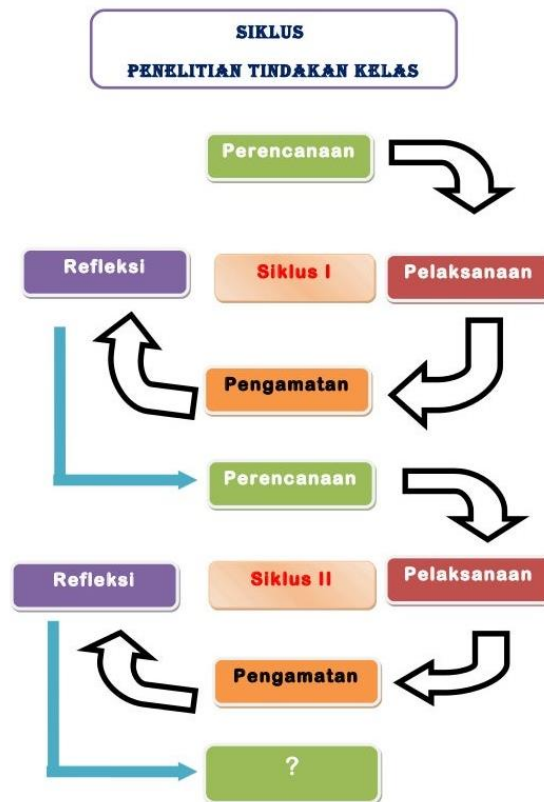 SIKLUS
PENELITIAN TINDAKAN KELAS
Perencanaan
Refleksi
Siklus I
Pelaksanaan
Pengamatan
Perencanaan
Refleksi
Siklus II
Pelaksanaan
Pengamatan
?